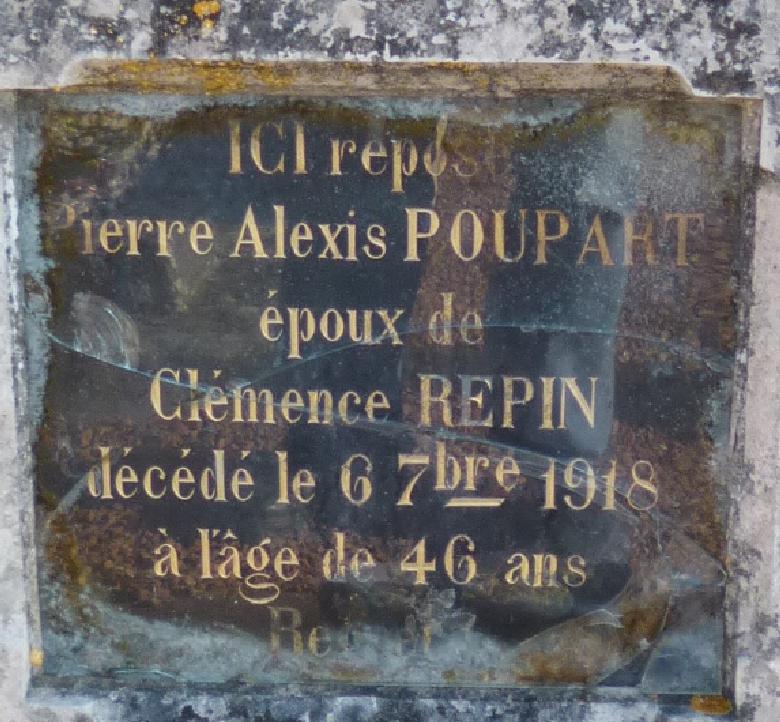 ICI repose
Pierre Alexis POUPART
époux de
Clémence REPIN
décédé le 6 7bre 1918
à l'âge de 46 ans